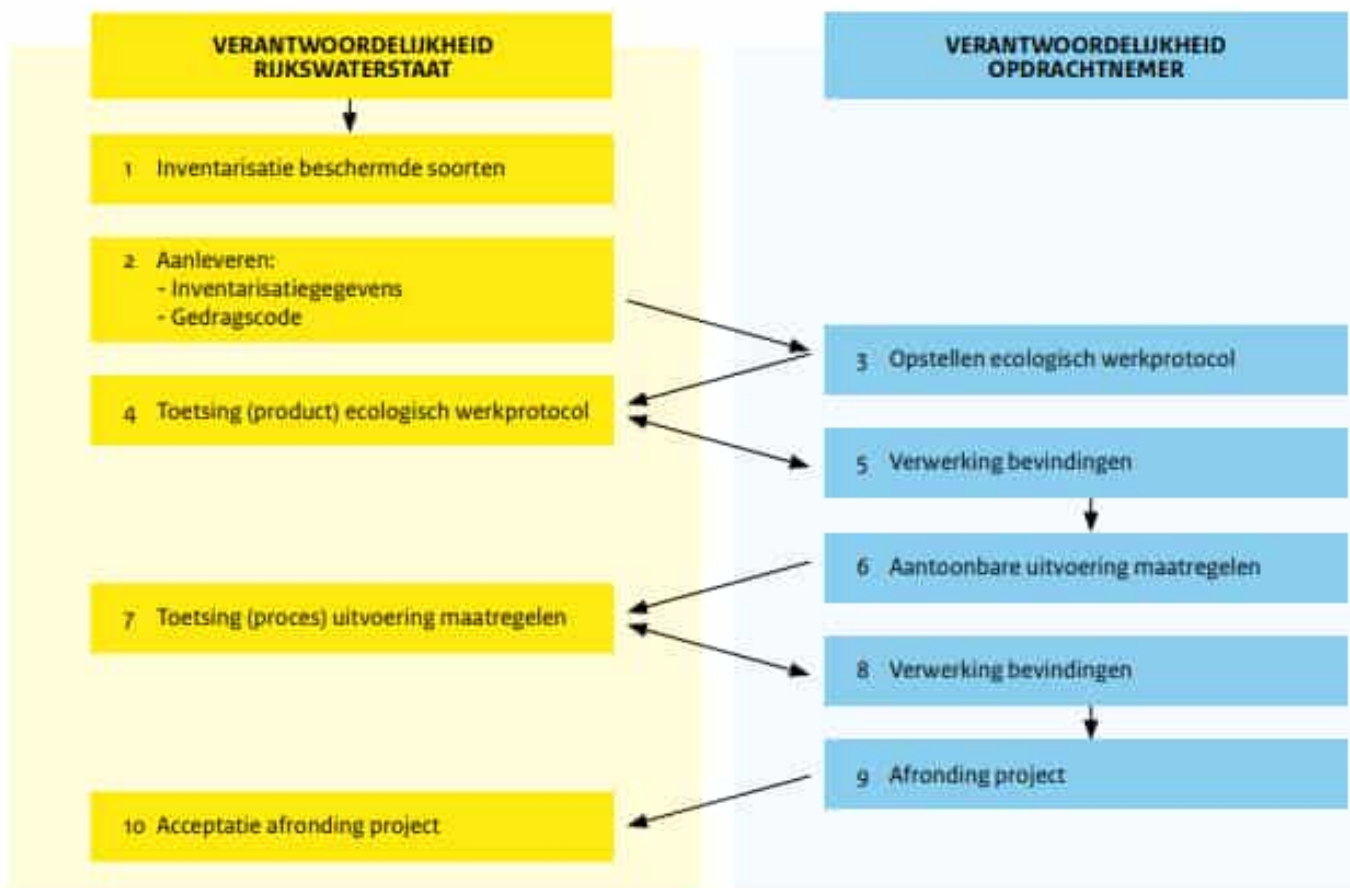 VERANTWOORDELIJKHEID
RIJKSWATERSTAAT
VERANTWOORDELIJKHEID
OPDRACHTNEMER
1 Inventarisatie beschermde soorten
2 Aanleveren:
- Inventarisatiegegevens
- Gedragscode
3 Opstellen ecologisch werkprotocol
4 Toetsing (product) ecologisch werkprotocol
5 Verwerking bevindingen
6 Aantoonbare uitvoering maatregelen
7 Toetsing (proces) uitvoering maatregelen
8 Verwerking bevindingen
9 Afronding project
10 Acceptatie afronding project